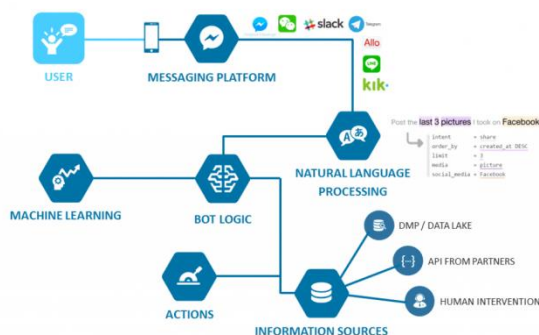 slack
Telegram
Allo
LINE
kik·
USER
MESSAGING PLATFORM
Post the last 3 pictures I took on Facebook
intent = share
order_by = created_at DESC
limit = 3
media = picture
social_media = Facebook
A
NATURAL LANGUAGE
PROCESSING
MACHINE LEARNING
BOT LOGIC
DMP / DATA LAKE
{···}
API FROM PARTNERS
HUMAN INTERVENTION
ACTIONS
INFORMATION SOURCES